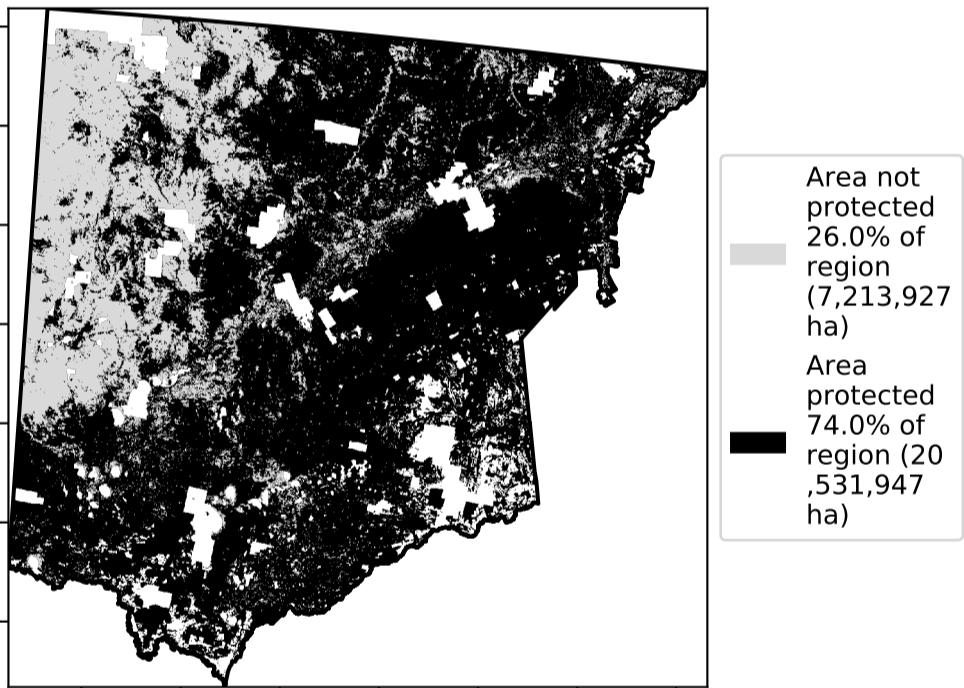 Area not
protected
26.0% of
region
(7,213,927
ha)
Area
protected
74.0% of
region (20
,531,947
ha)